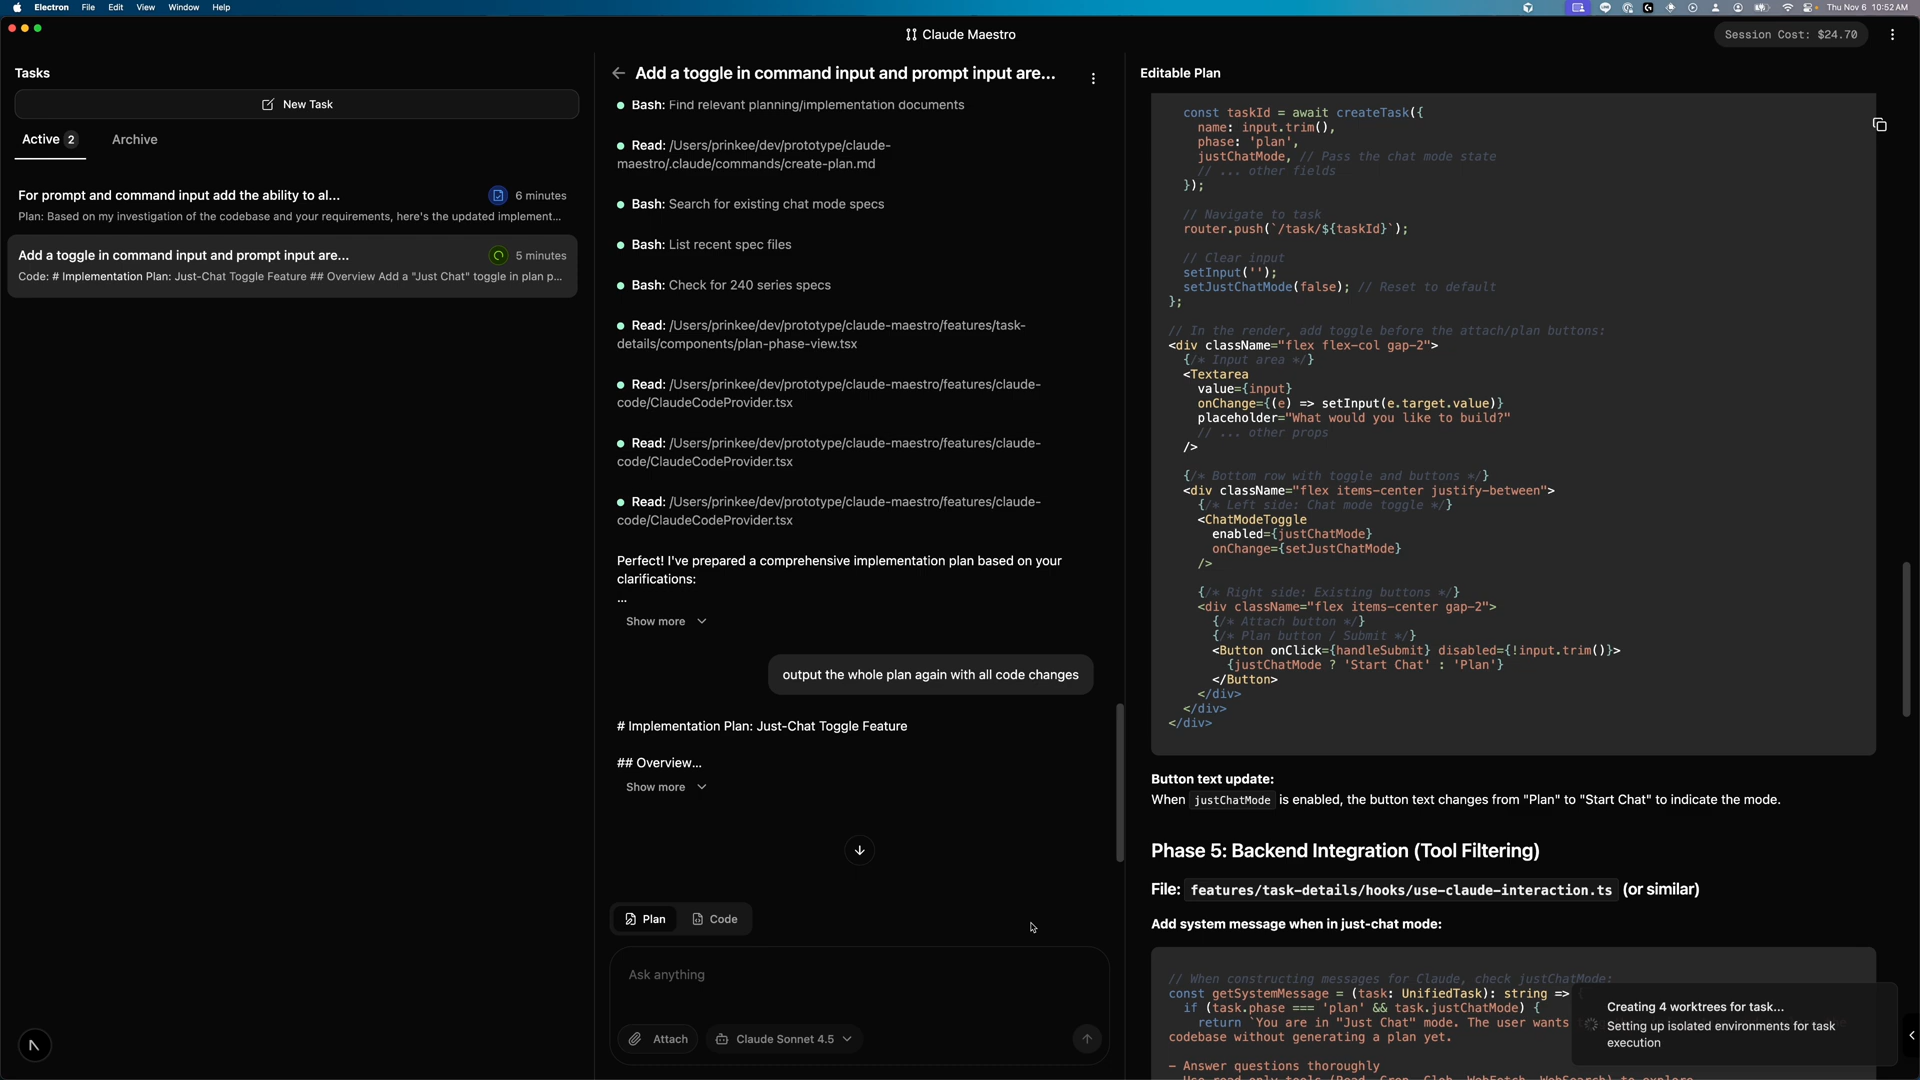 Electron File Edit View Window Help
Thu Nov 6 10:52 AM
Claude Maestro
Session Cost: $24.70
Tasks
New Task
Active 2 Archive
For prompt and command input add the ability to al... 6 minutes
Plan: Based on my investigation of the codebase and your requirements, here's the updated implement...
Add a toggle in command input and prompt input are... 5 minutes
Code: # Implementation Plan: Just-Chat Toggle Feature ## Overview Add a "Just Chat" toggle in plan p...
Add a toggle in command input and prompt input are...
Bash: Find relevant planning/implementation documents
Read: /Users/prinkee/dev/prototype/claude-
maestro/.claude/commands/create-plan.md
Bash: Search for existing chat mode specs
Bash: List recent spec files
Bash: Check for 240 series specs
Read: /Users/prinkee/dev/prototype/claude-maestro/features/task-
details/components/plan-phase-view.tsx
Read: /Users/prinkee/dev/prototype/claude-maestro/features/claude-
code/ClaudeCodeProvider.tsx
Read: /Users/prinkee/dev/prototype/claude-maestro/features/claude-
code/ClaudeCodeProvider.tsx
Read: /Users/prinkee/dev/prototype/claude-maestro/features/claude-
code/ClaudeCodeProvider.tsx
Perfect! I've prepared a comprehensive implementation plan based on your
clarifications:
...
Show more
output the whole plan again with all code changes
# Implementation Plan: Just-Chat Toggle Feature
## Overview...
Show more
Plan Code
Ask anything
Attach Claude Sonnet 4.5
Editable Plan
const taskId = await createTask({
name: input.trim(),
phase: 'plan',
justChatMode, // Pass the chat mode state
// ... other fields
});
// Navigate to task
router.push(`/task/${taskId}`);
// Clear input
setInput('');
setJustChatMode(false); // Reset to default
};
// In the render, add toggle before the attach/plan buttons:
<div className="flex flex-col gap-2">
{/* Input area */}
<Textarea
value={input}
onChange={(e) => setInput(e.target.value)}
placeholder="What would you like to build?"
// ... other props
/>
{/* Bottom row with toggle and buttons */}
<div className="flex items-center justify-between">
{/* Left side: Chat mode toggle */}
<ChatModeToggle
enabled={justChatMode}
onChange={setJustChatMode}
/>
{/* Right side: Existing buttons */}
<div className="flex items-center gap-2">
{/* Attach button */}
{/* Plan button / Submit */}
<Button onClick={handleSubmit} disabled={!input.trim()}>
{justChatMode ? 'Start Chat' : 'Plan'}
</Button>
</div>
</div>
</div>
Button text update:
When justChatMode is enabled, the button text changes from "Plan" to "Start Chat" to indicate the mode.
Phase 5: Backend Integration (Tool Filtering)
File: features/task-details/hooks/use-claude-interaction.ts (or similar)
Add system message when in just-chat mode:
// When constructing messages for Claude, check justChatMode:
const getSystemMessage = (task: UnifiedTask): string => {
if (task.phase === 'plan' && task.justChatMode) {
return `You are in "Just Chat" mode. The user wants
codebase without generating a plan yet.
- Answer questions thoroughly
- Use read-only tools (Read, Grep, Glob, WebFetch, WebSearch) to explore
Creating 4 worktrees for task...
Setting up isolated environments for task
execution